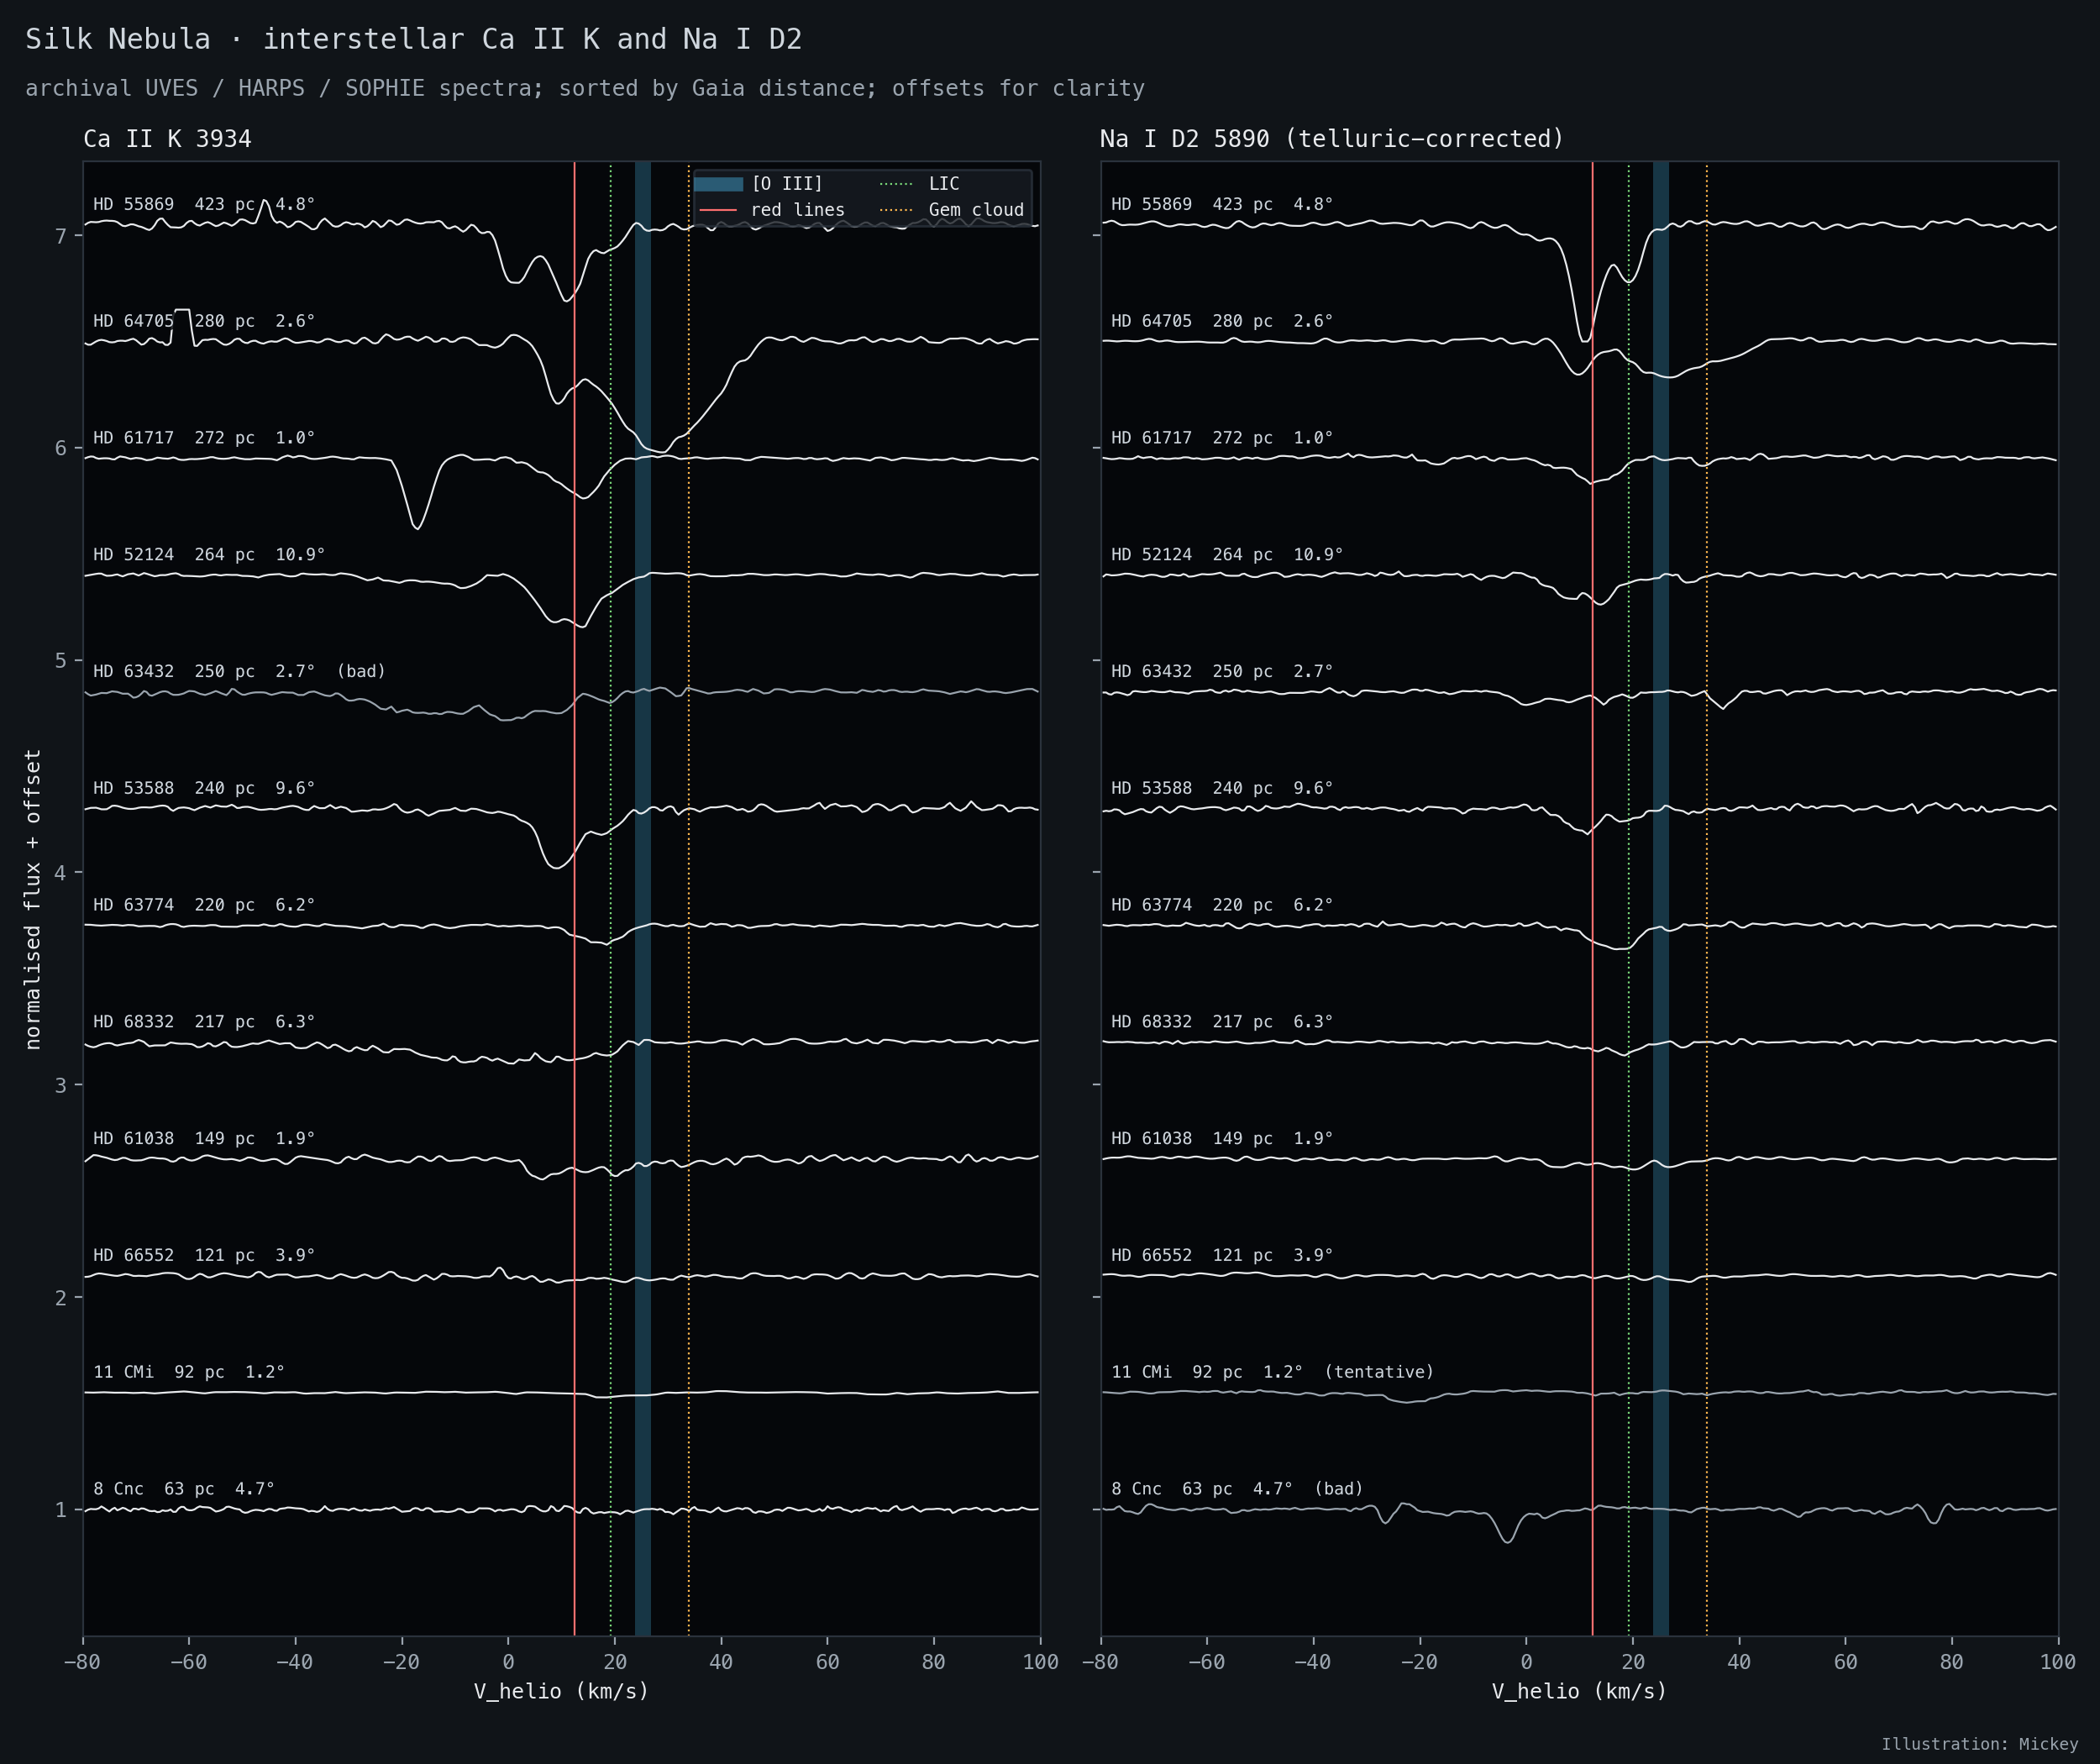 Silk Nebula · interstellar Ca II K and Na I D2
archival UVES / HARPS / SOPHIE spectra; sorted by Gaia distance; offsets for clarity
Ca II K 3934
[O III]
red lines
LIC
Gem cloud
HD 55869 423 pc 4.8°
HD 64705 280 pc 2.6°
HD 61717 272 pc 1.0°
HD 52124 264 pc 10.9°
HD 63432 250 pc 2.7° (bad)
HD 53588 240 pc 9.6°
HD 63774 220 pc 6.2°
HD 68332 217 pc 6.3°
HD 61038 149 pc 1.9°
HD 66552 121 pc 3.9°
11 CMi 92 pc 1.2°
8 Cnc 63 pc 4.7°
7
6
5
4
3
2
1
normalised flux + offset
−80 −60 −40 −20 0 20 40 60 80 100
V_helio (km/s)
Na I D2 5890 (telluric−corrected)
HD 55869 423 pc 4.8°
HD 64705 280 pc 2.6°
HD 61717 272 pc 1.0°
HD 52124 264 pc 10.9°
HD 63432 250 pc 2.7°
HD 53588 240 pc 9.6°
HD 63774 220 pc 6.2°
HD 68332 217 pc 6.3°
HD 61038 149 pc 1.9°
HD 66552 121 pc 3.9°
11 CMi 92 pc 1.2° (tentative)
8 Cnc 63 pc 4.7° (bad)
−80 −60 −40 −20 0 20 40 60 80 100
V_helio (km/s)
Illustration: Mickey